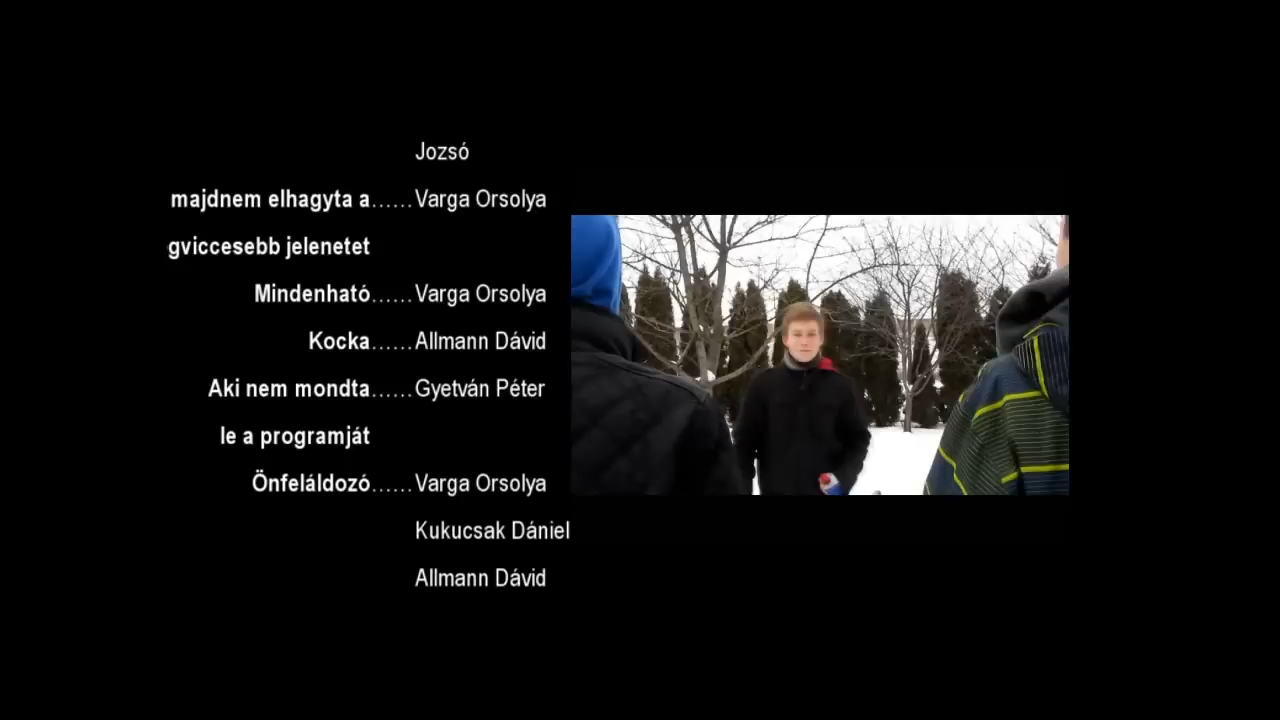 Jozsó
majdnem elhagyta a......Varga Orsolya
gviccesebb jelenetet
Mindenható......Varga Orsolya
Kocka......Allmann Dávid
Aki nem mondta......Gyetván Péter
le a programját
Önfeláldozó......Varga Orsolya
Kukucsak Dániel
Allmann Dávid